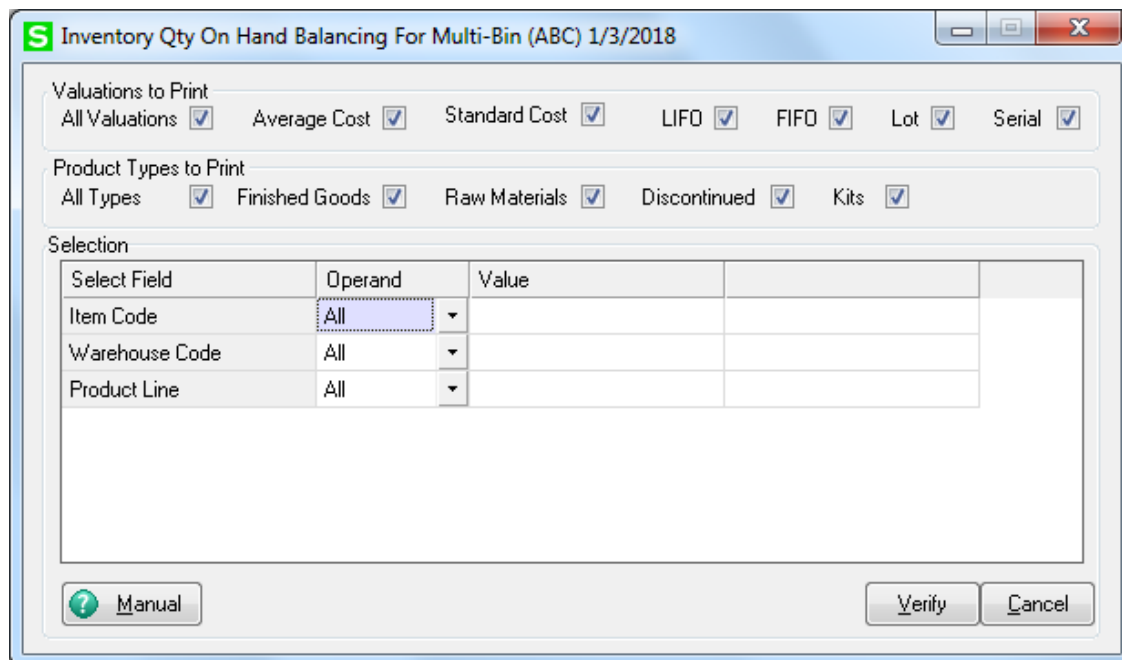 S Inventory Qty On Hand Balancing For Multi-Bin (ABC) 1/3/2018
Valuations to Print
All Valuations Average Cost Standard Cost LIFO FIFO Lot Serial
Product Types to Print
All Types Finished Goods Raw Materials Discontinued Kits
Selection
Select Field Operand Value
Item Code All
Warehouse Code All
Product Line All
? Manual Verify Cancel